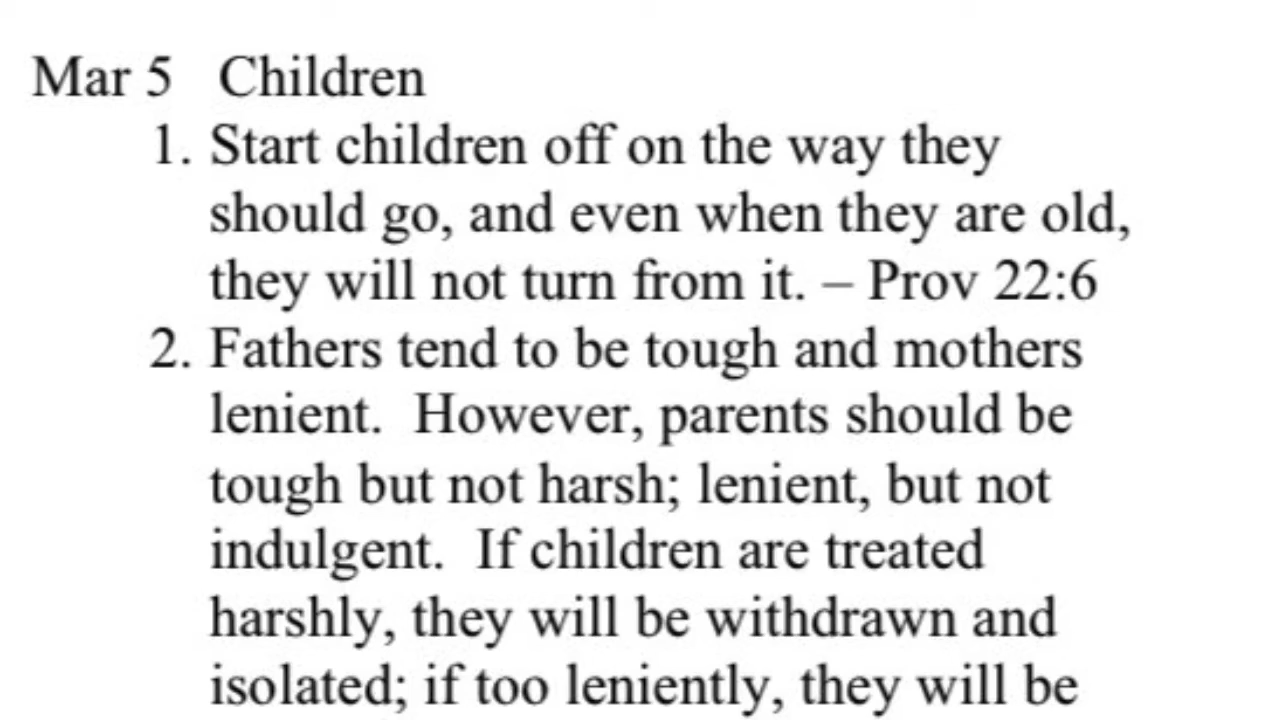 Mar 5 Children
1. Start children off on the way they
should go, and even when they are old,
they will not turn from it. – Prov 22:6
2. Fathers tend to be tough and mothers
lenient. However, parents should be
tough but not harsh; lenient, but not
indulgent. If children are treated
harshly, they will be withdrawn and
isolated; if too leniently, they will be